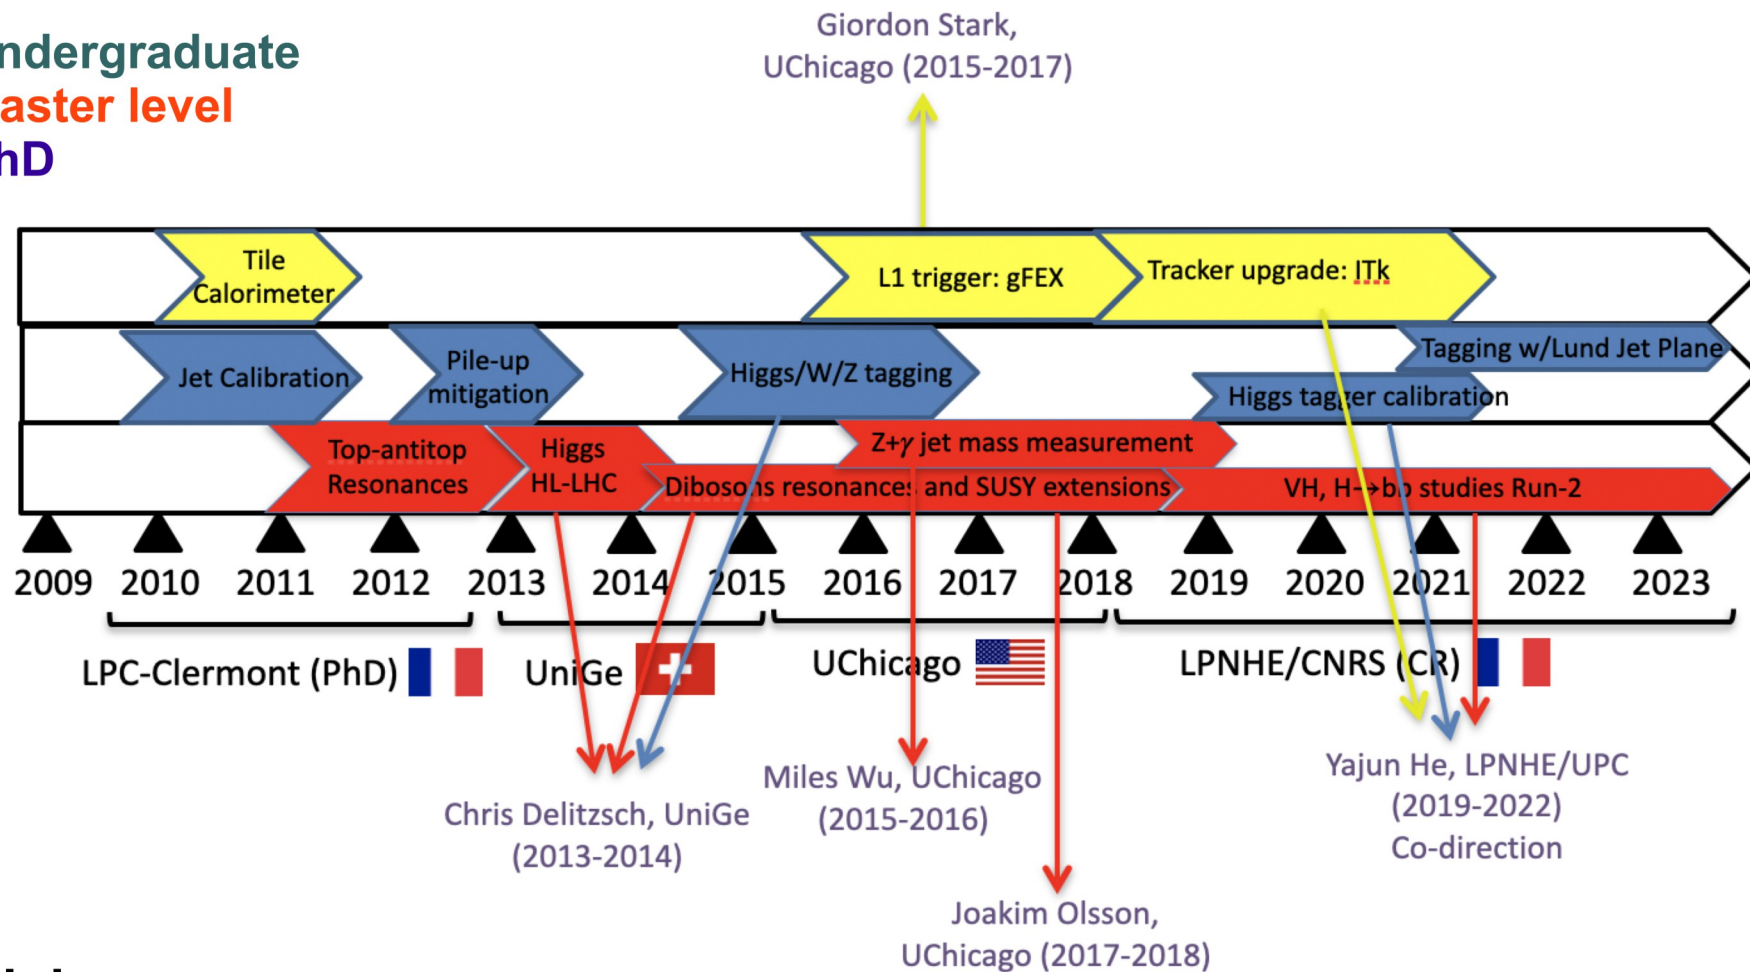 Giordon Stark,
UChicago (2015-2017)
ndergraduate
aster level
hD
Tile
Calorimeter
L1 trigger: gFEX
Tracker upgrade: ITk
Jet Calibration
Pile-up
mitigation
Higgs/W/Z tagging
Tagging w/Lund Jet Plane
Higgs tagger calibration
Top-antitop
Resonances
Higgs
HL-LHC
Z+γ jet mass measurement
Dibosons resonances and SUSY extensions
VH, H→bb studies Run-2
2009 2010 2011 2012 2013 2014 2015 2016 2017 2018 2019 2020 2021 2022 2023
LPC-Clermont (PhD)
UniGe
UChicago
LPNHE/CNRS (CR)
Chris Delitzsch, UniGe
(2013-2014)
Miles Wu, UChicago
(2015-2016)
Yajun He, LPNHE/UPC
(2019-2022)
Co-direction
Joakim Olsson,
UChicago (2017-2018)